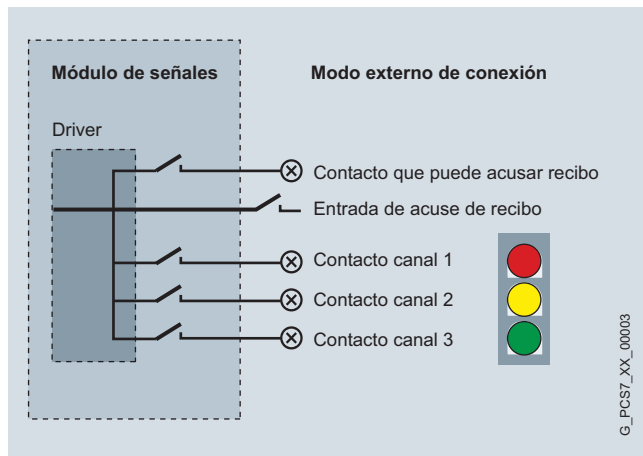 Módulo de señales
Modo externo de conexión
Driver
Contacto que puede acusar recibo
Entrada de acuse de recibo
Contacto canal 1
Contacto canal 2
Contacto canal 3
G_PCS7_XX_00003